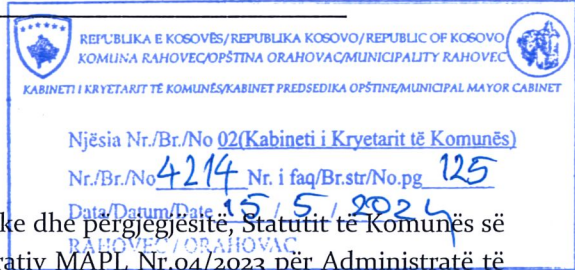 REPUBLIKA E KOSOVËS/REPUBLIKA KOSOVO/REPUBLIC OF KOSOVO
KOMUNA RAHOVEC/OPŠTINA ORAHOVAC/MUNICIPALITY RAHOVEC
KABINETI I KRYETARIT TË KOMUNËS/KABINET PREDSEDIKA OPŠTINE/MUNICIPAL MAYOR CABINET
Njësia Nr./Br./No 02(Kabineti i Kryetarit të Komunës)
Nr./Br./No 4214 Nr. i faq/Br.str/No.pg 125
Data/Datum/Date 15 / 5 / 2024
ke dhe përgjegjësitë, Statutit të Komunës së
RAHOVEC / ORAHOVAC
rativ MAPL Nr.04/2023 për Administratë të